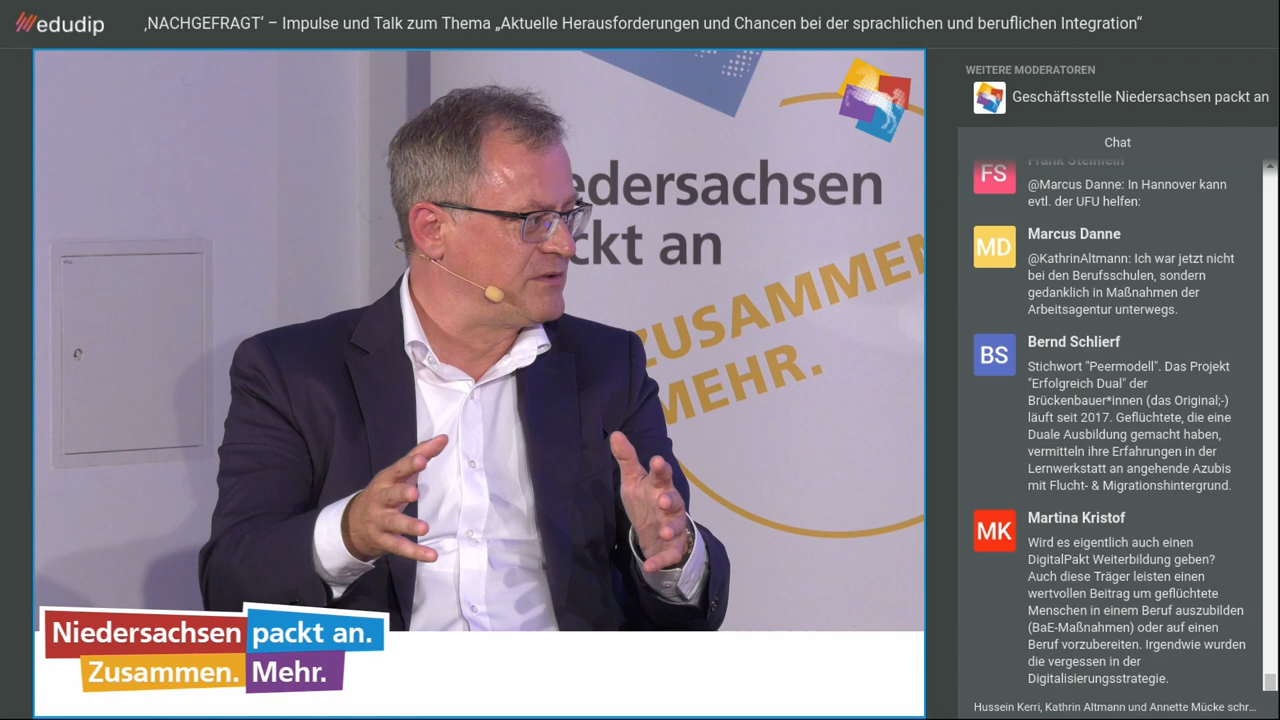 edudip
‚NACHGEFRAGT‘ – Impulse und Talk zum Thema „Aktuelle Herausforderungen und Chancen bei der sprachlichen und beruflichen Integration“
WEITERE MODERATOREN
Geschäftsstelle Niedersachsen packt an
Chat
Frank Steinlein
FS
@Marcus Danne: In Hannover kann
evtl. der UFU helfen:
Marcus Danne
MD
@KathrinAltmann: Ich war jetzt nicht
bei den Berufsschulen, sondern
gedanklich in Maßnahmen der
Arbeitsagentur unterwegs.
Bernd Schlierf
BS
Stichwort "Peermodell". Das Projekt
"Erfolgreich Dual" der
Brückenbauer*innen (das Original;-)
läuft seit 2017. Geflüchtete, die eine
Duale Ausbildung gemacht haben,
vermitteln ihre Erfahrungen in der
Lernwerkstatt an angehende Azubis
mit Flucht- & Migrationshintergrund.
Martina Kristof
MK
Wird es eigentlich auch einen
DigitalPakt Weiterbildung geben?
Auch diese Träger leisten einen
wertvollen Beitrag um geflüchtete
Menschen in einem Beruf auszubilden
(BaE-Maßnahmen) oder auf einen
Beruf vorzubereiten. Irgendwie wurden
die vergessen in der
Digitalisierungsstrategie.
Hussein Kerri, Kathrin Altmann und Annette Mücke schr...
edersachsen
ckt an
ZUSAMMEN
MEHR.
Niedersachsen packt an.
Zusammen. Mehr.